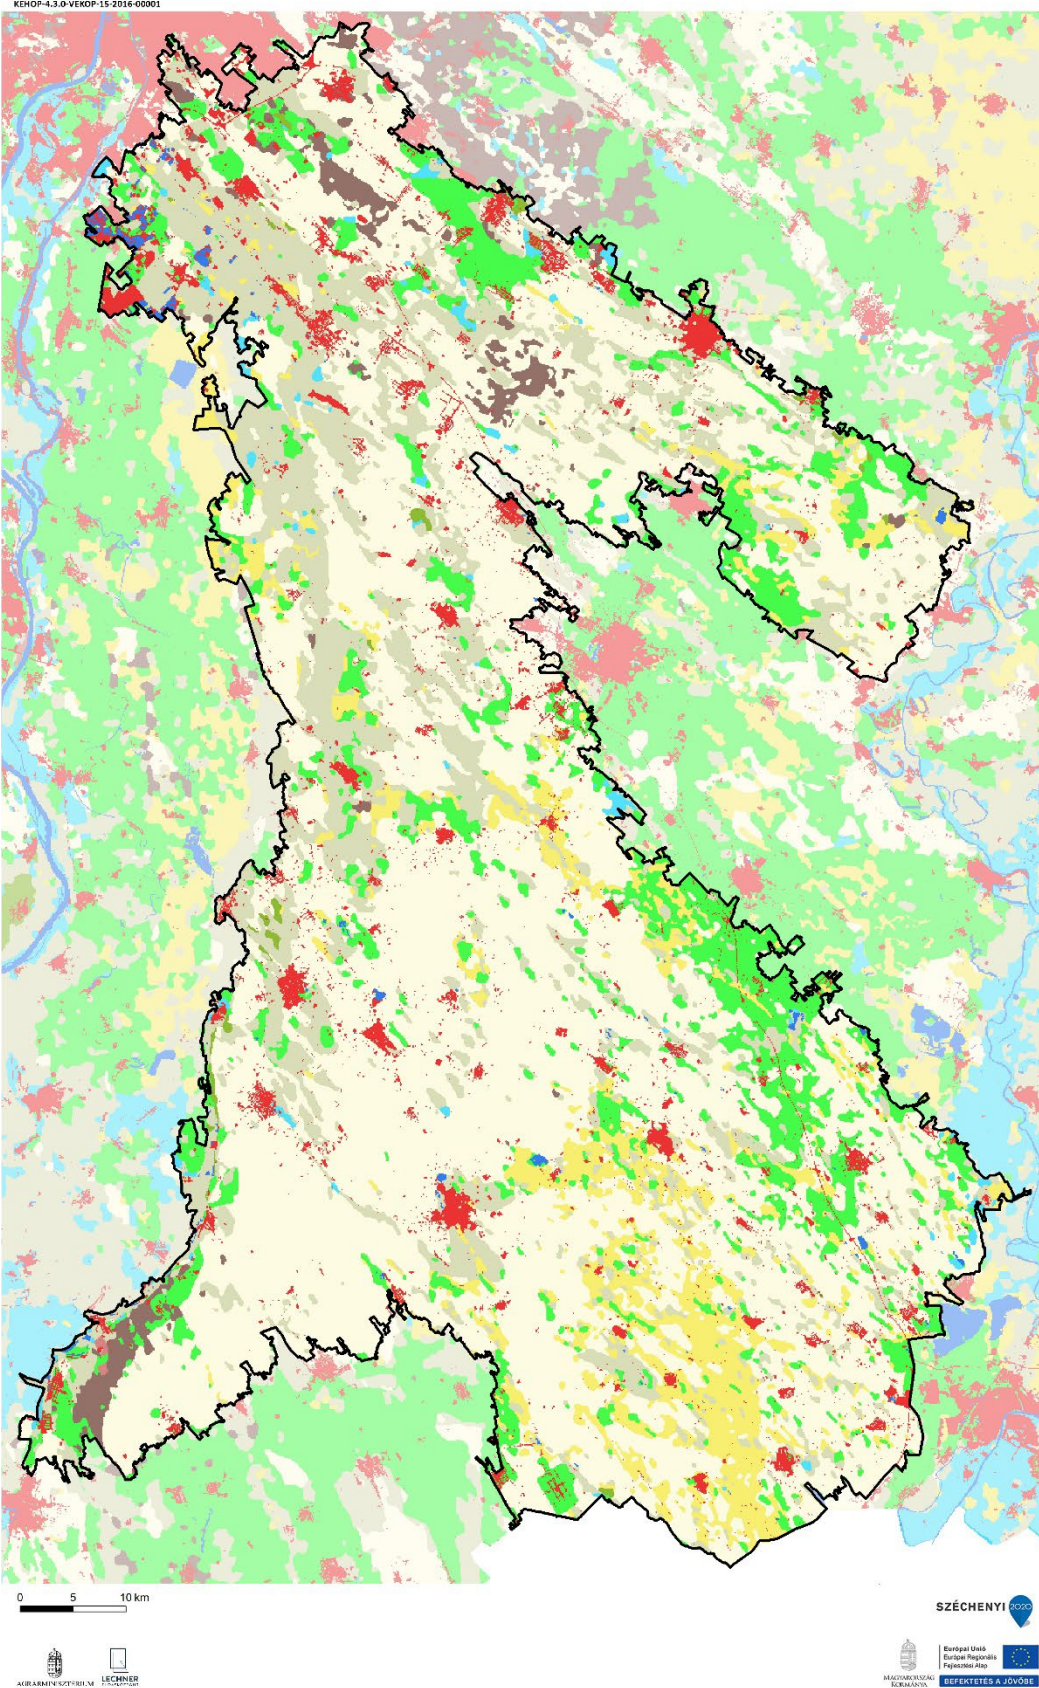 KEHOP-4.3.0-VEKOP-15-2016-00001
0 5 10 km
SZÉCHENYI 2020
AGRÁRMINISZTÉRIUM
LECHNER
MAGYARORSZÁG
KORMÁNYA
Európai Unió
Európai Regionális
Fejlesztési Alap
BEFEKTETÉS A JÖVŐBE